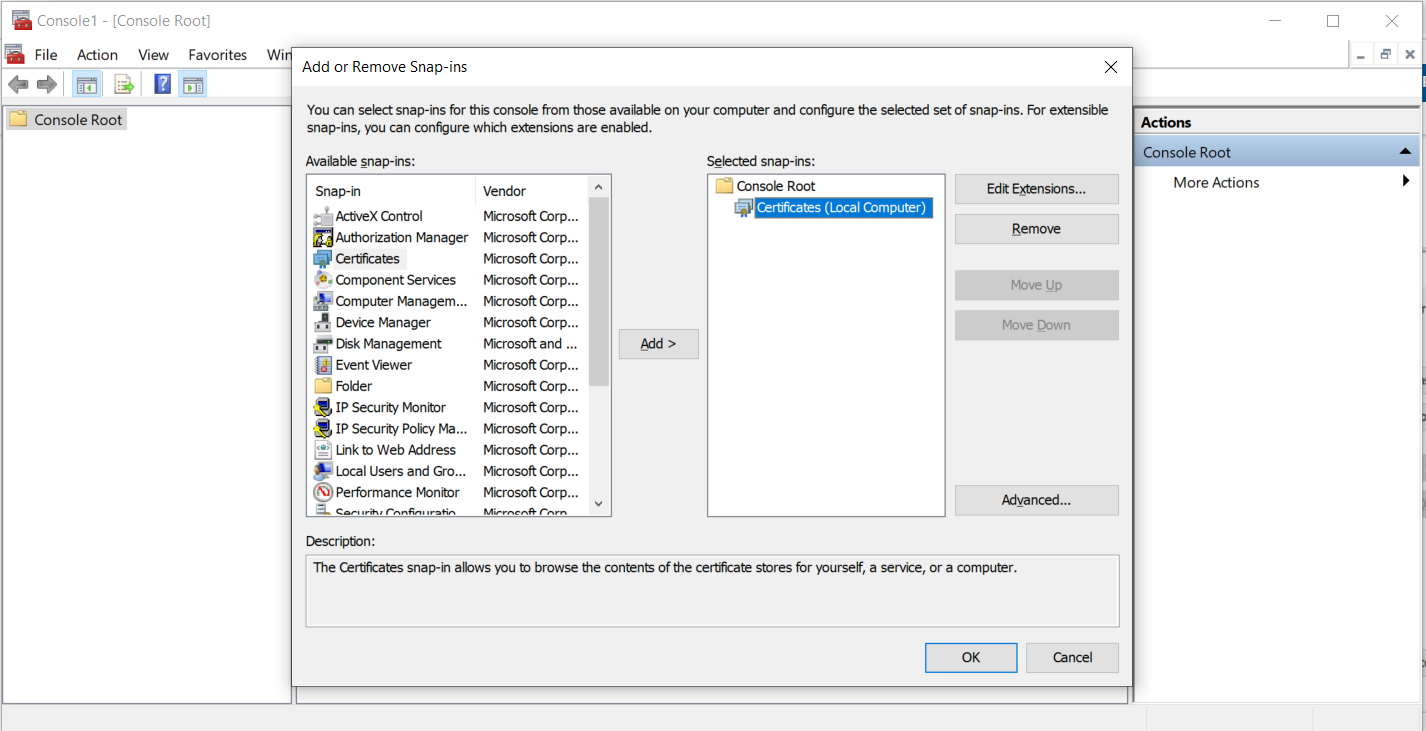 Console1 - [Console Root]
File Action View Favorites Win
Add or Remove Snap-ins
You can select snap-ins for this console from those available on your computer and configure the selected set of snap-ins. For extensible
snap-ins, you can configure which extensions are enabled.
Console Root
Available snap-ins:
Snap-in Vendor
ActiveX Control Microsoft Corp...
Authorization Manager Microsoft Corp...
Certificates Microsoft Corp...
Component Services Microsoft Corp...
Computer Managem... Microsoft Corp...
Device Manager Microsoft Corp...
Disk Management Microsoft and ...
Event Viewer Microsoft Corp...
Folder Microsoft Corp...
IP Security Monitor Microsoft Corp...
IP Security Policy Ma... Microsoft Corp...
Link to Web Address Microsoft Corp...
Local Users and Gro... Microsoft Corp...
Performance Monitor Microsoft Corp...
Security Configuratio Microsoft Corp
Add >
Selected snap-ins:
Console Root
Certificates (Local Computer)
Edit Extensions...
Remove
Move Up
Move Down
Advanced...
Description:
The Certificates snap-in allows you to browse the contents of the certificate stores for yourself, a service, or a computer.
OK Cancel
Actions
Console Root
More Actions